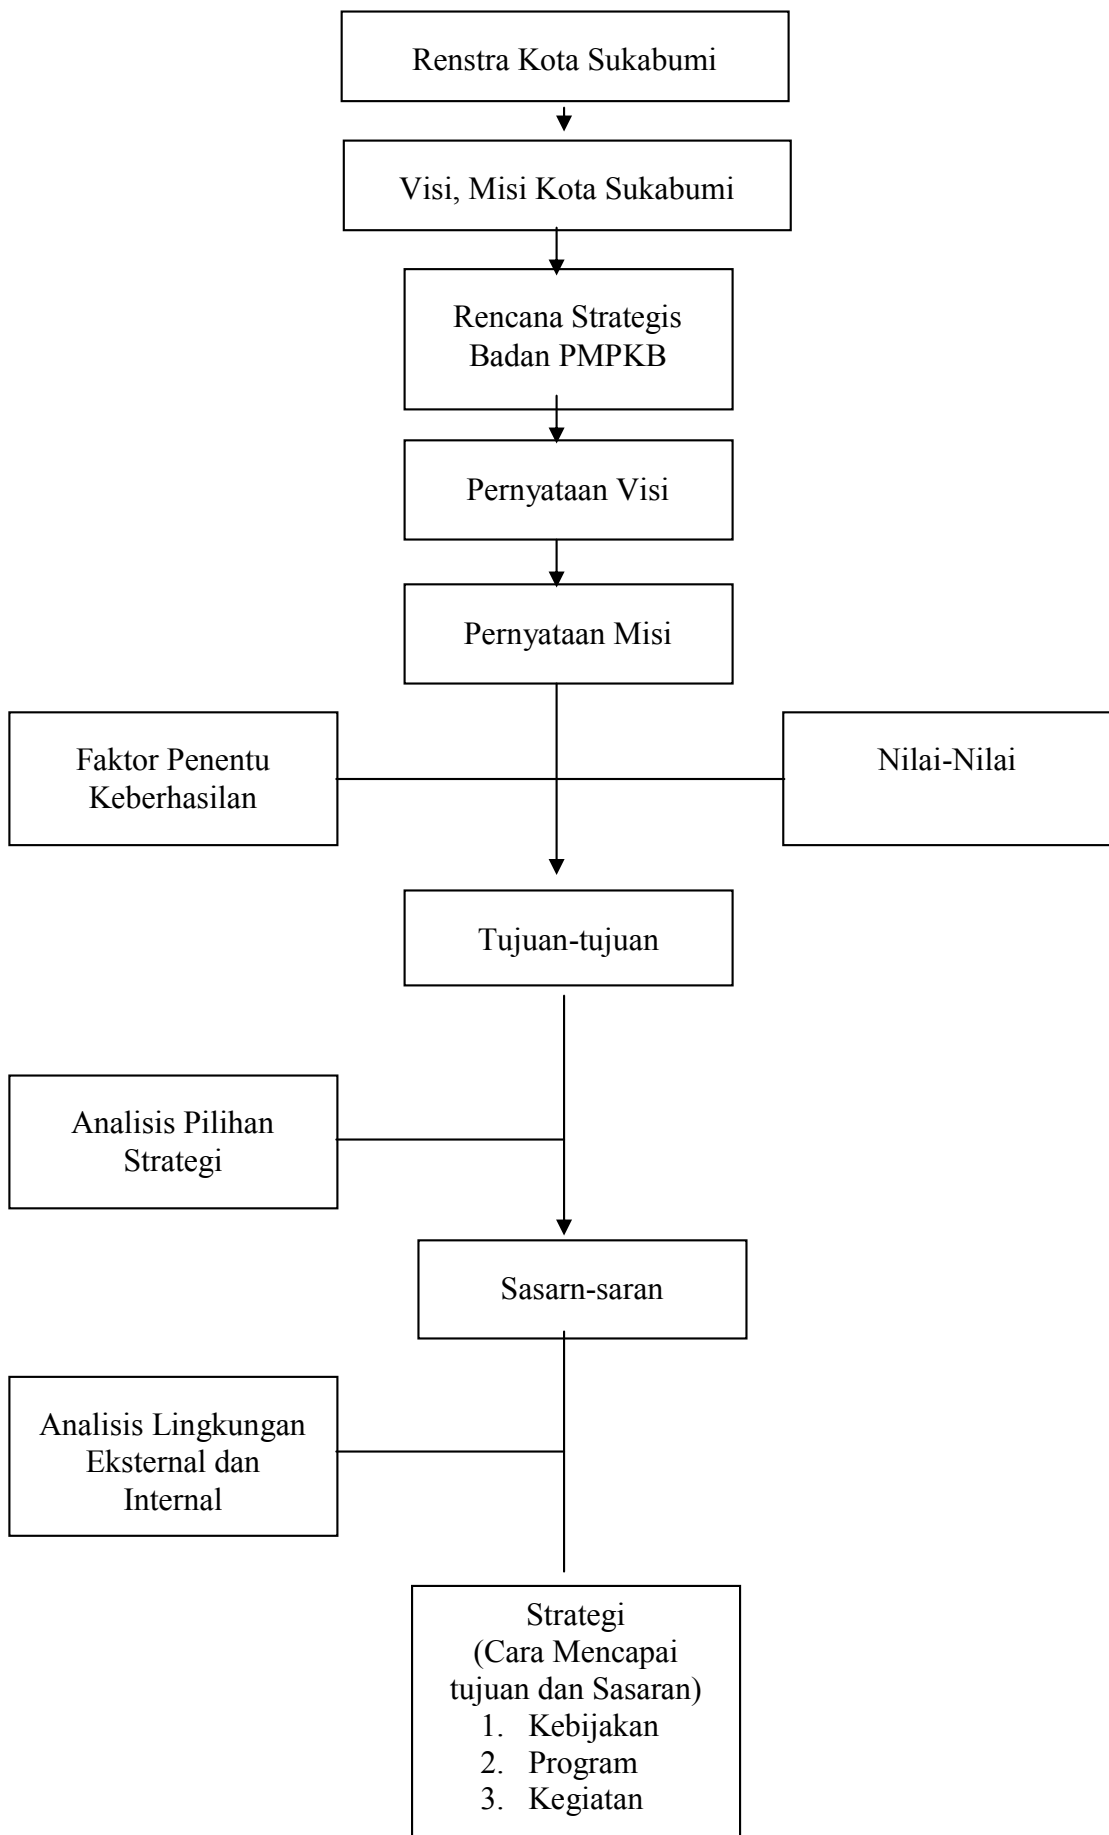 Renstra Kota Sukabumi
Visi, Misi Kota Sukabumi
Rencana Strategis
Badan PMPKB
Pernyataan Visi
Pernyataan Misi
Faktor Penentu
Keberhasilan
Nilai-Nilai
Tujuan-tujuan
Analisis Pilihan
Strategi
Sasarn-saran
Analisis Lingkungan
Eksternal dan
Internal
Strategi
(Cara Mencapai
tujuan dan Sasaran)
1. Kebijakan
2. Program
3. Kegiatan